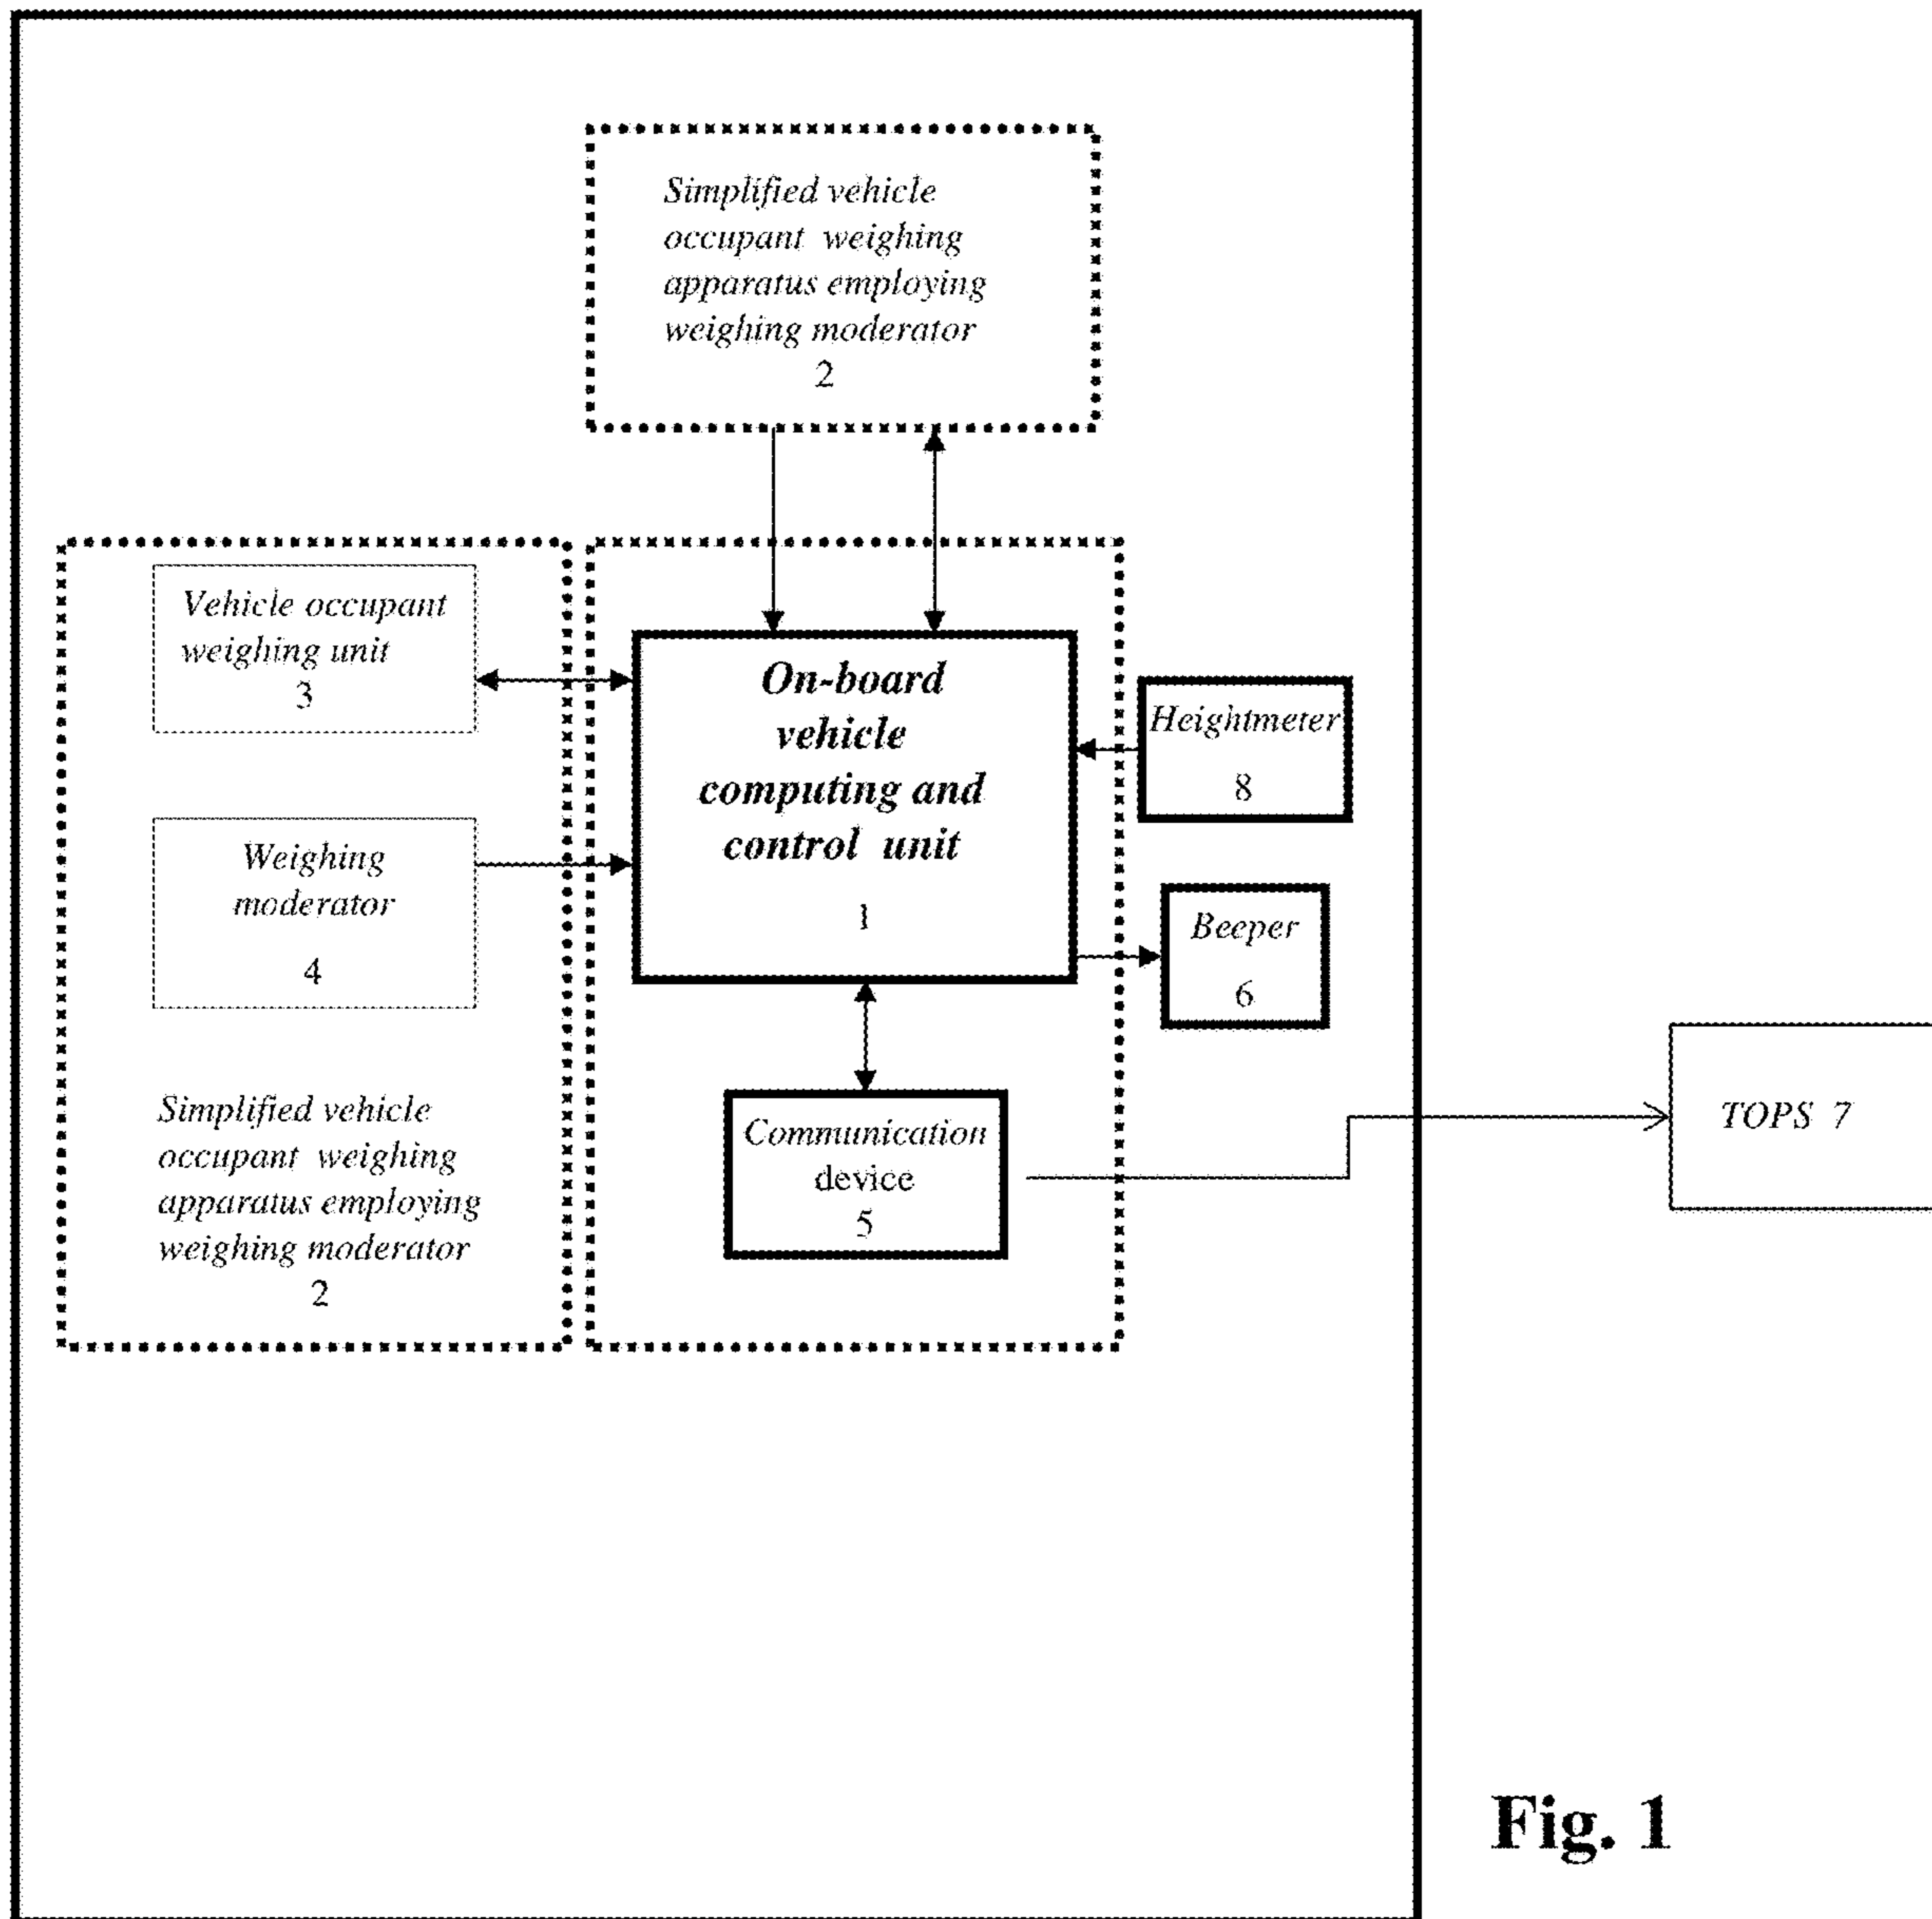 Simplified vehicle
occupant weighing
apparatus employing
weighing moderator
2
Vehicle occupant
weighing unit
3
Weighing
moderator
4
Simplified vehicle
occupant weighing
apparatus employing
weighing moderator
2
On-board
vehicle
computing and
control unit
1
Heightmeter
8
Beeper
6
Communication
device
5
TOPS 7
Fig. 1